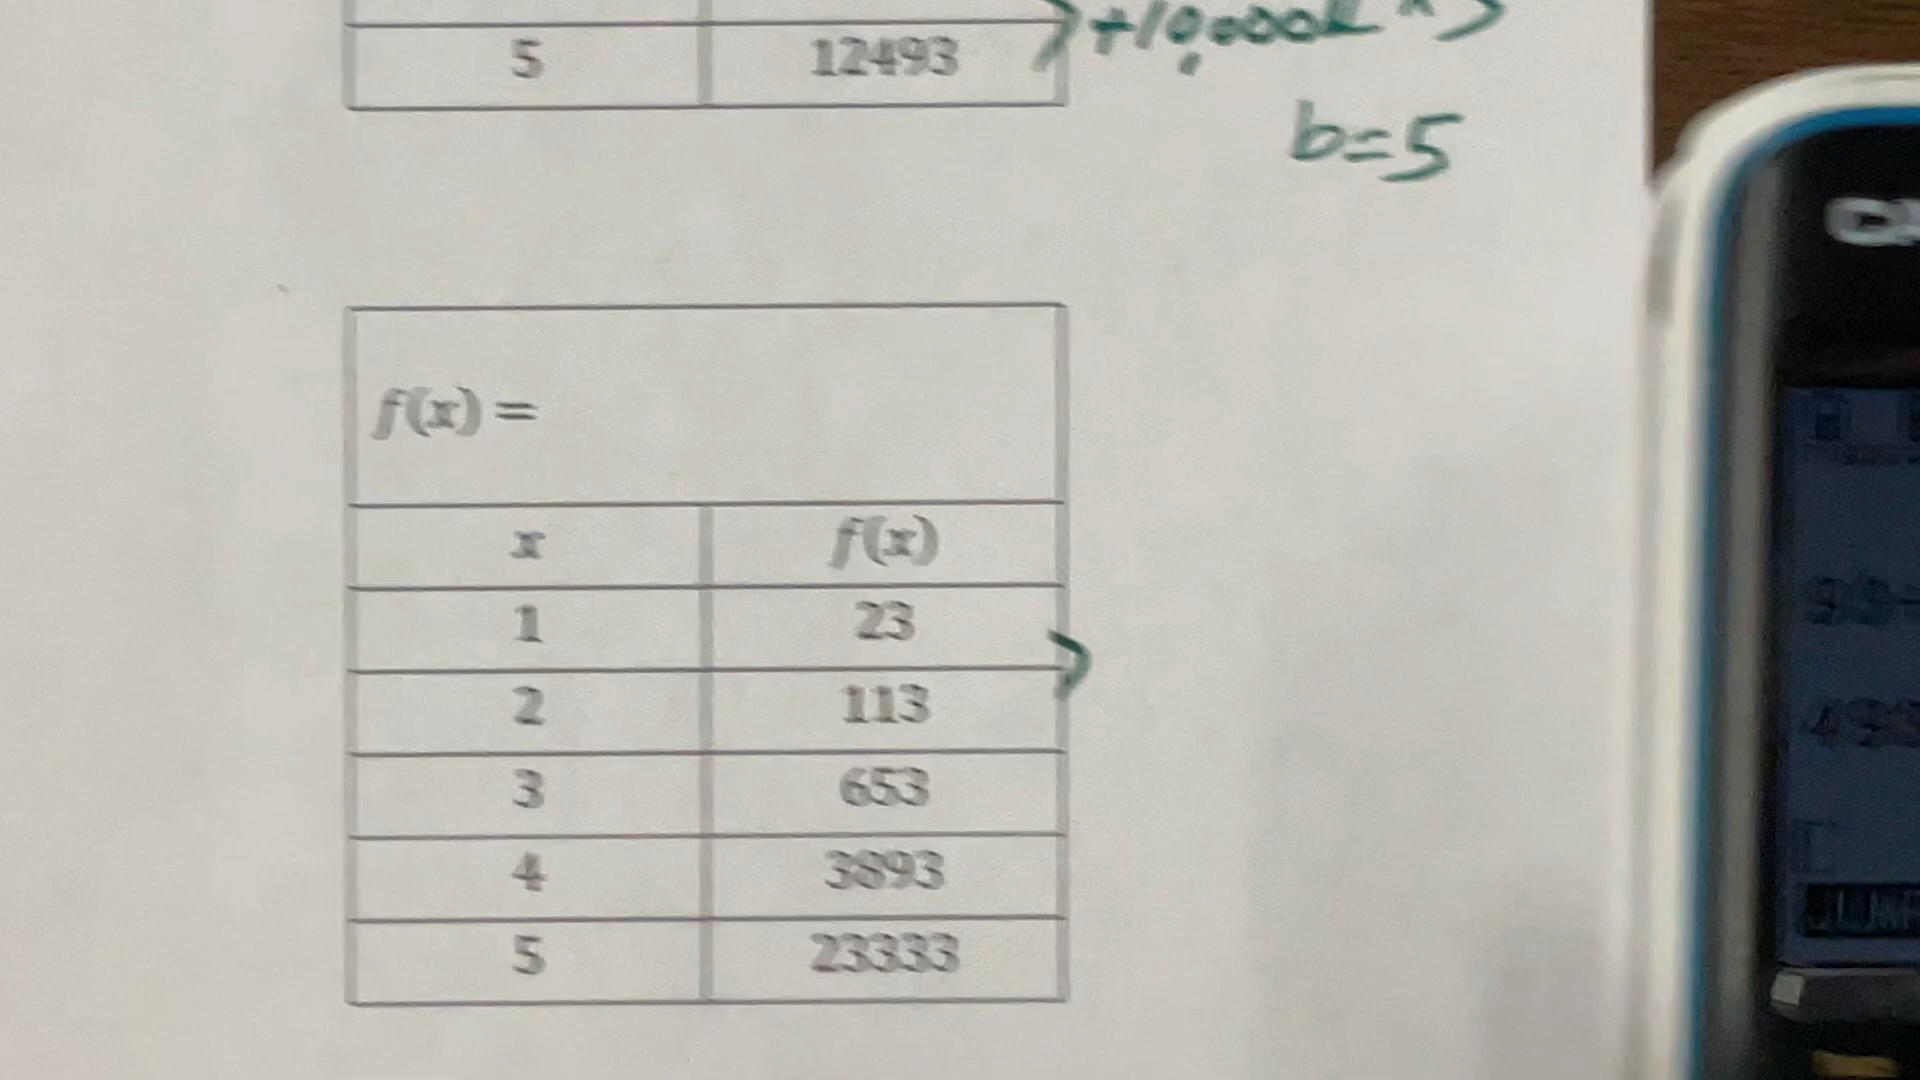 5 12493
b=5
f(x) =
x f(x)
1 23
2 113
3 653
4 3893
5 23333